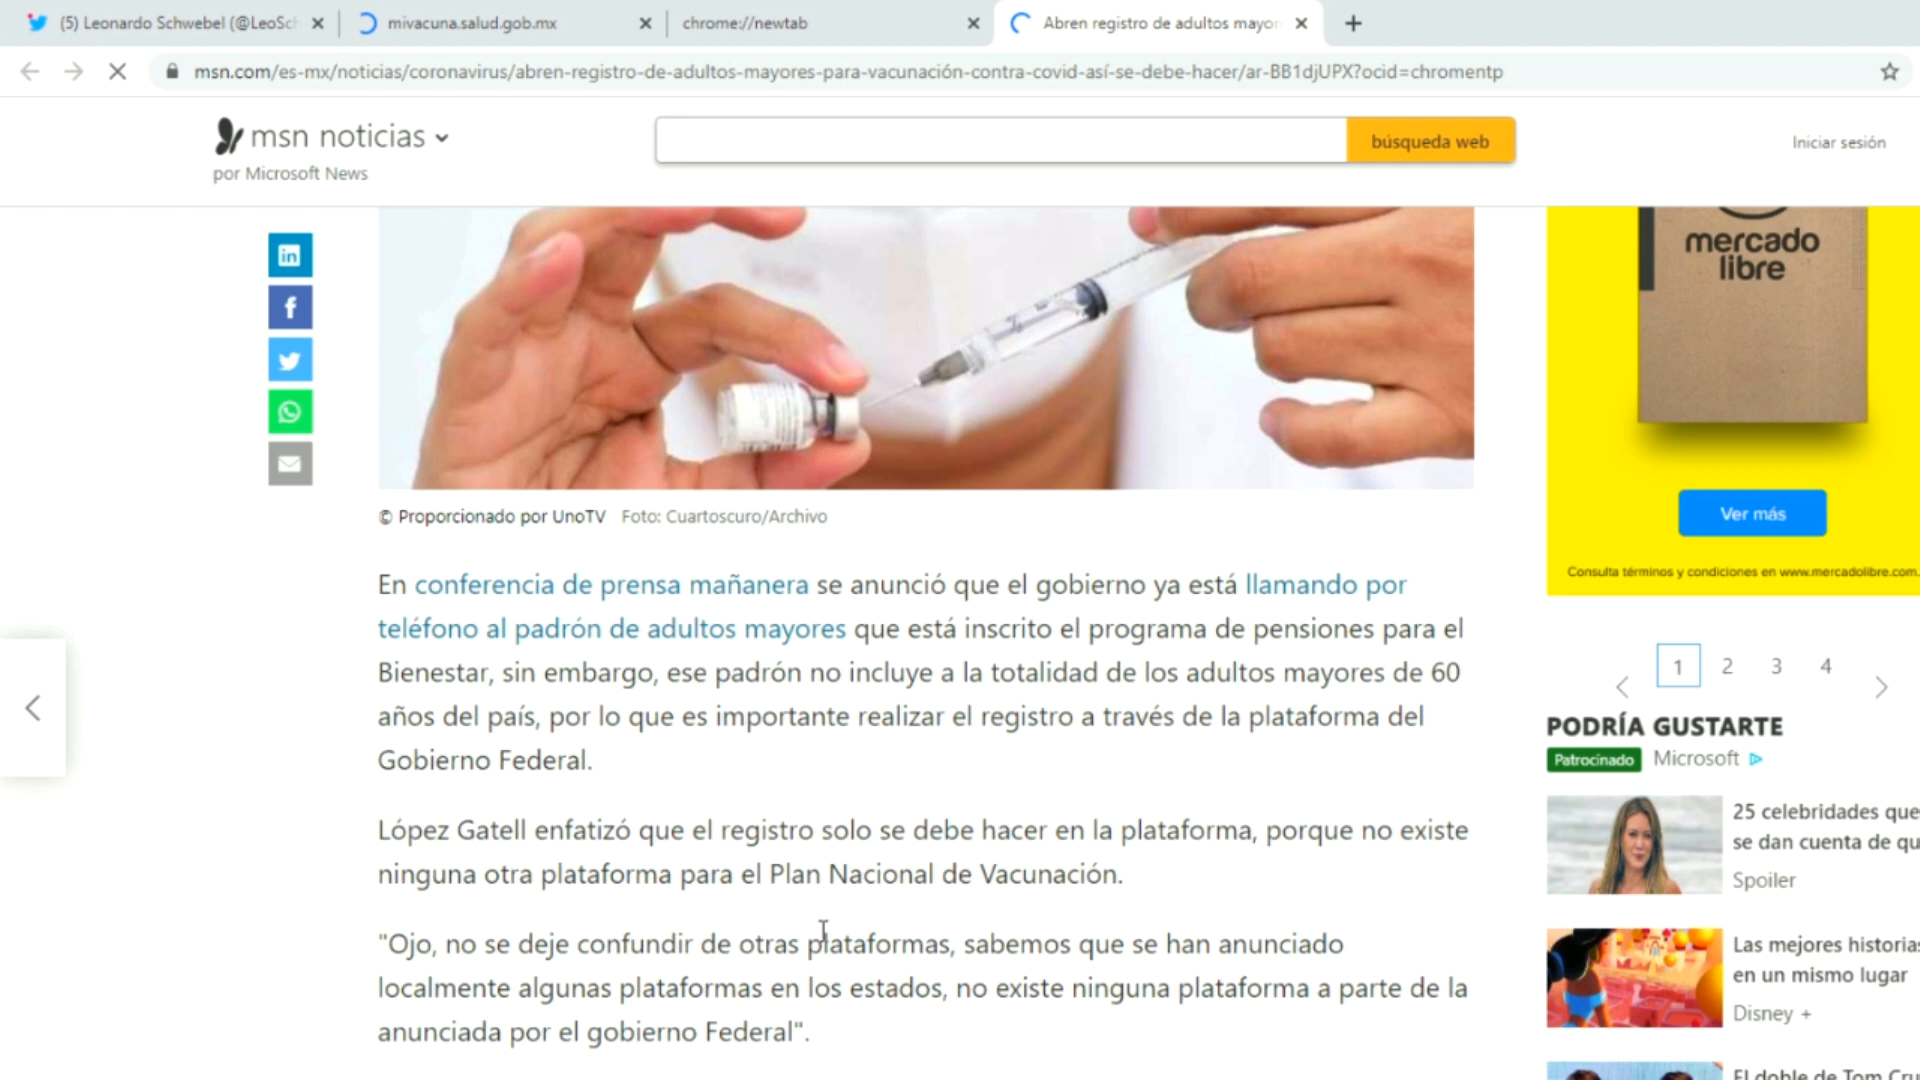 (5) Leonardo Schwebel (@LeoSch
mivacuna.salud.gob.mx
chrome://newtab
Abren registro de adultos mayor
msn.com/es-mx/noticias/coronavirus/abren-registro-de-adultos-mayores-para-vacunación-contra-covid-así-se-debe-hacer/ar-BB1djUPX?ocid=chromentp
msn noticias
por Microsoft News
búsqueda web
Iniciar sesión
mercado
libre
Ver más
Consulta términos y condiciones en www.mercadolibre.com.
© Proporcionado por UnoTV Foto: Cuartoscuro/Archivo
En conferencia de prensa mañanera se anunció que el gobierno ya está llamando por
teléfono al padrón de adultos mayores que está inscrito el programa de pensiones para el
Bienestar, sin embargo, ese padrón no incluye a la totalidad de los adultos mayores de 60
años del país, por lo que es importante realizar el registro a través de la plataforma del
Gobierno Federal.
López Gatell enfatizó que el registro solo se debe hacer en la plataforma, porque no existe
ninguna otra plataforma para el Plan Nacional de Vacunación.
"Ojo, no se deje confundir de otras plataformas, sabemos que se han anunciado
localmente algunas plataformas en los estados, no existe ninguna plataforma a parte de la
anunciada por el gobierno Federal".
1 2 3 4
PODRÍA GUSTARTE
Patrocinado Microsoft
25 celebridades que
se dan cuenta de qu
Spoiler
Las mejores historias
en un mismo lugar
Disney +
El doble de Tom Cru